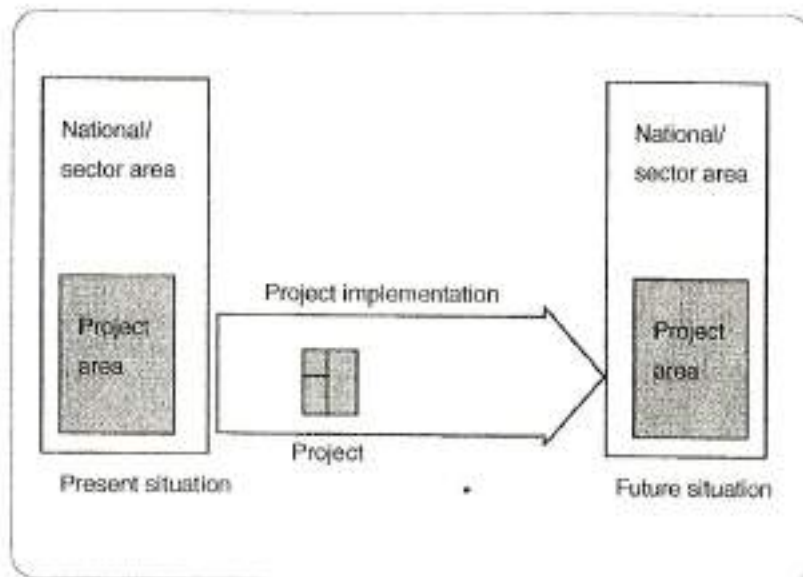 National/
sector area
Project
area
Present situation
Project implementation
Project
National/
sector area
Project
area
Future situation